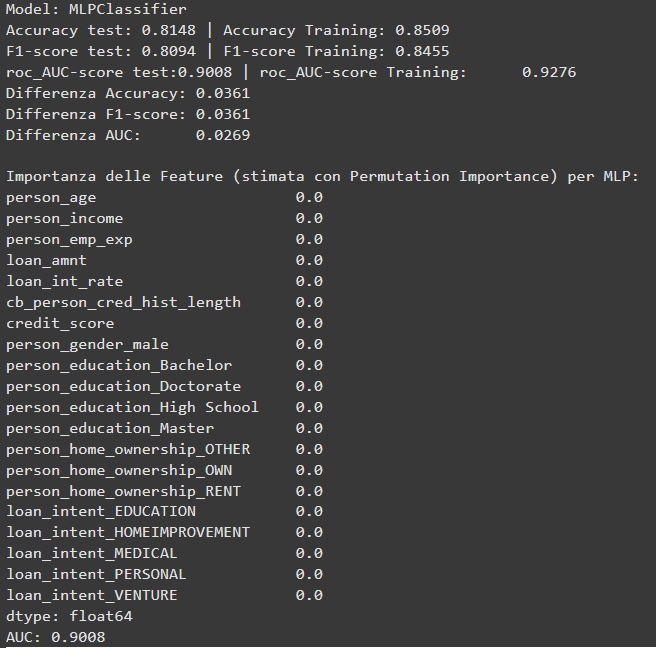 Model: MLPClassifier
Accuracy test: 0.8148 | Accuracy Training: 0.8509
F1-score test: 0.8094 | F1-score Training: 0.8455
roc_AUC-score test:0.9008 | roc_AUC-score Training:      0.9276
Differenza Accuracy: 0.0361
Differenza F1-score: 0.0361
Differenza AUC:      0.0269
Importanza delle Feature (stimata con Permutation Importance) per MLP:
person_age                       0.0
person_income                    0.0
person_emp_exp                   0.0
loan_amnt                        0.0
loan_int_rate                    0.0
cb_person_cred_hist_length       0.0
credit_score                     0.0
person_gender_male               0.0
person_education_Bachelor        0.0
person_education_Doctorate       0.0
person_education_High School     0.0
person_education_Master          0.0
person_home_ownership_OTHER      0.0
person_home_ownership_OWN        0.0
person_home_ownership_RENT       0.0
loan_intent_EDUCATION            0.0
loan_intent_HOMEIMPROVEMENT      0.0
loan_intent_MEDICAL              0.0
loan_intent_PERSONAL             0.0
loan_intent_VENTURE              0.0
dtype: float64
AUC: 0.9008